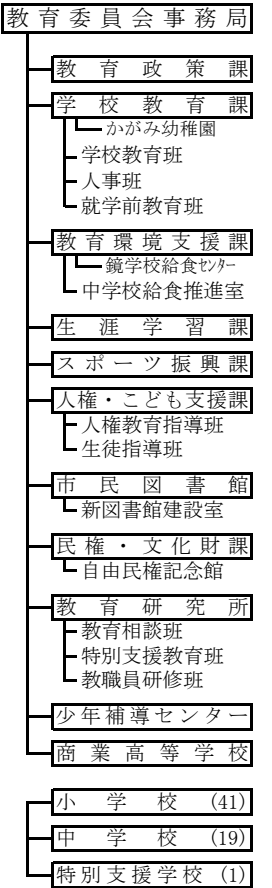 教育委員会事務局
教育政策課
学校教育課
かがみ幼稚園
学校教育班
人事班
就学前教育班
教育環境支援課
鏡学校給食ｾﾝﾀｰ
中学校給食推進室
生涯学習課
スポーツ振興課
人権・こども支援課
人権教育指導班
生徒指導班
市民図書館
新図書館建設室
民権・文化財課
自由民権記念館
教育研究所
教育相談班
特別支援教育班
教職員研修班
少年補導センター
商業高等学校
小学校 (41)
中学校 (19)
特別支援学校 (1)